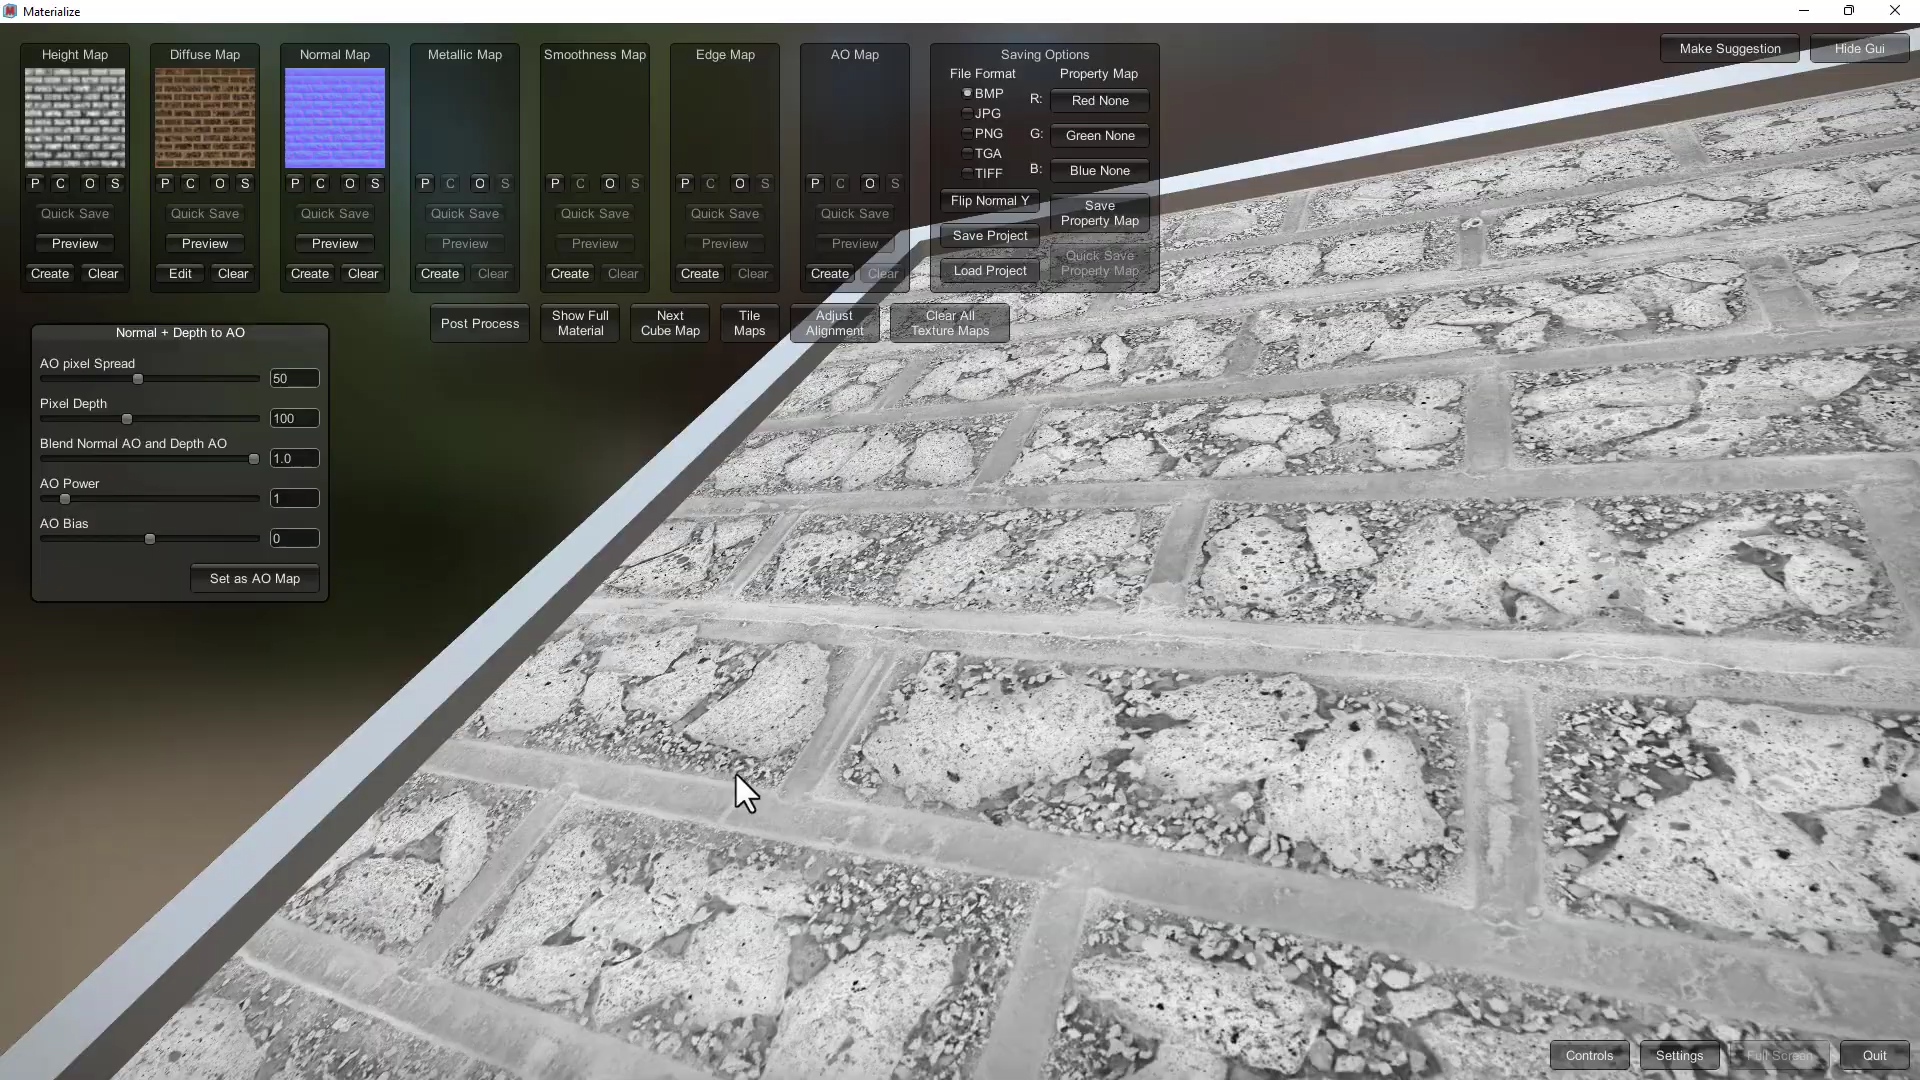 Materialize
Height Map
Diffuse Map
Normal Map
Metallic Map
Smoothness Map
Edge Map
AO Map
Saving Options
Make Suggestion
Hide Gui
File Format
Property Map
BMP
JPG
PNG
TGA
TIFF
R:
Red None
G:
Green None
B:
Blue None
P C O S
P C O S
P C O S
P C O S
P C O S
P C O S
P C O S
Flip Normal Y
Save
Property Map
Quick Save
Quick Save
Quick Save
Quick Save
Quick Save
Quick Save
Quick Save
Save Project
Preview
Preview
Preview
Preview
Preview
Preview
Preview
Quick Save
Property Map
Load Project
Create Clear
Edit Clear
Create Clear
Create Clear
Create Clear
Create Clear
Create Clear
Post Process
Show Full
Material
Next
Cube Map
Tile
Maps
Adjust
Alignment
Clear All
Texture Maps
Normal + Depth to AO
AO pixel Spread
50
Pixel Depth
100
Blend Normal AO and Depth AO
1.0
AO Power
1
AO Bias
0
Set as AO Map
Controls
Settings
Full Screen
Quit